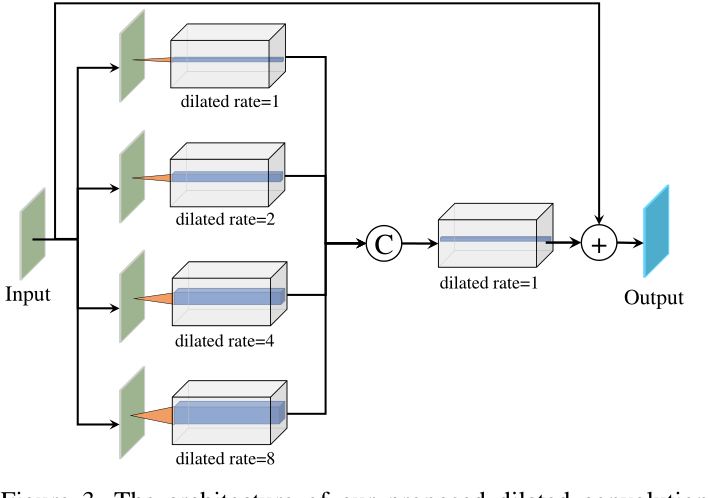 dilated rate=1
dilated rate=2
Input
C
+
dilated rate=1
Output
dilated rate=4
dilated rate=8
Figure 3. The architecture of our proposed dilated convolution